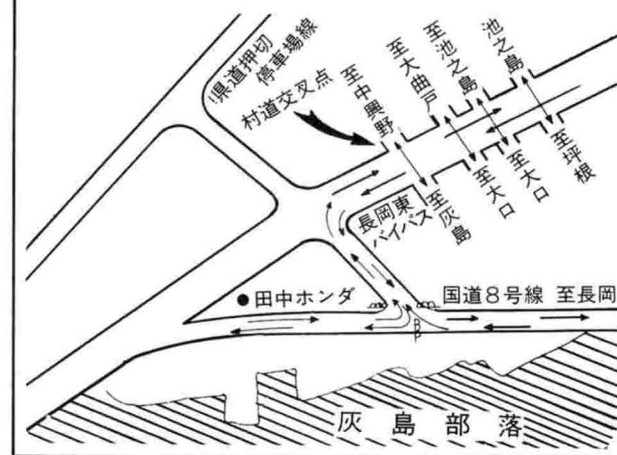 県道押切
停車場線
村道交叉点
至中興野
至大曲戸
至池之島
池之島
至灰島
至大口
至大口
至坪根
長岡東
バイパス
●田中ホンダ
国道8号線 至長岡
灰島部落